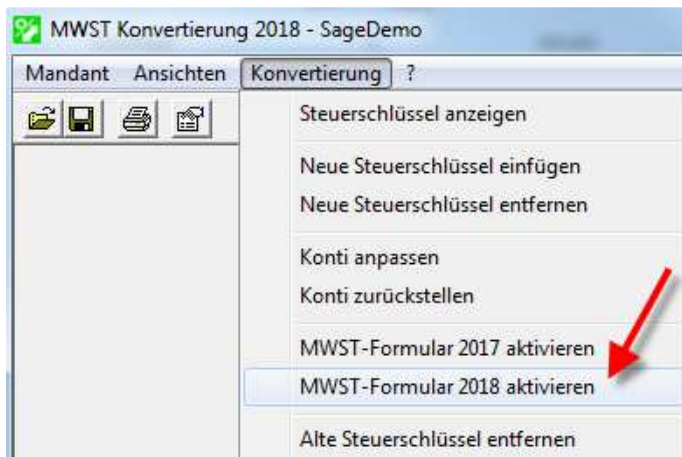 MWST Konvertierung 2018 - SageDemo
Mandant Ansichten Konvertierung ?
Steuerschlüssel anzeigen
Neue Steuerschlüssel einfügen
Neue Steuerschlüssel entfernen
Konti anpassen
Konti zurückstellen
MWST-Formular 2017 aktivieren
MWST-Formular 2018 aktivieren
Alte Steuerschlüssel entfernen